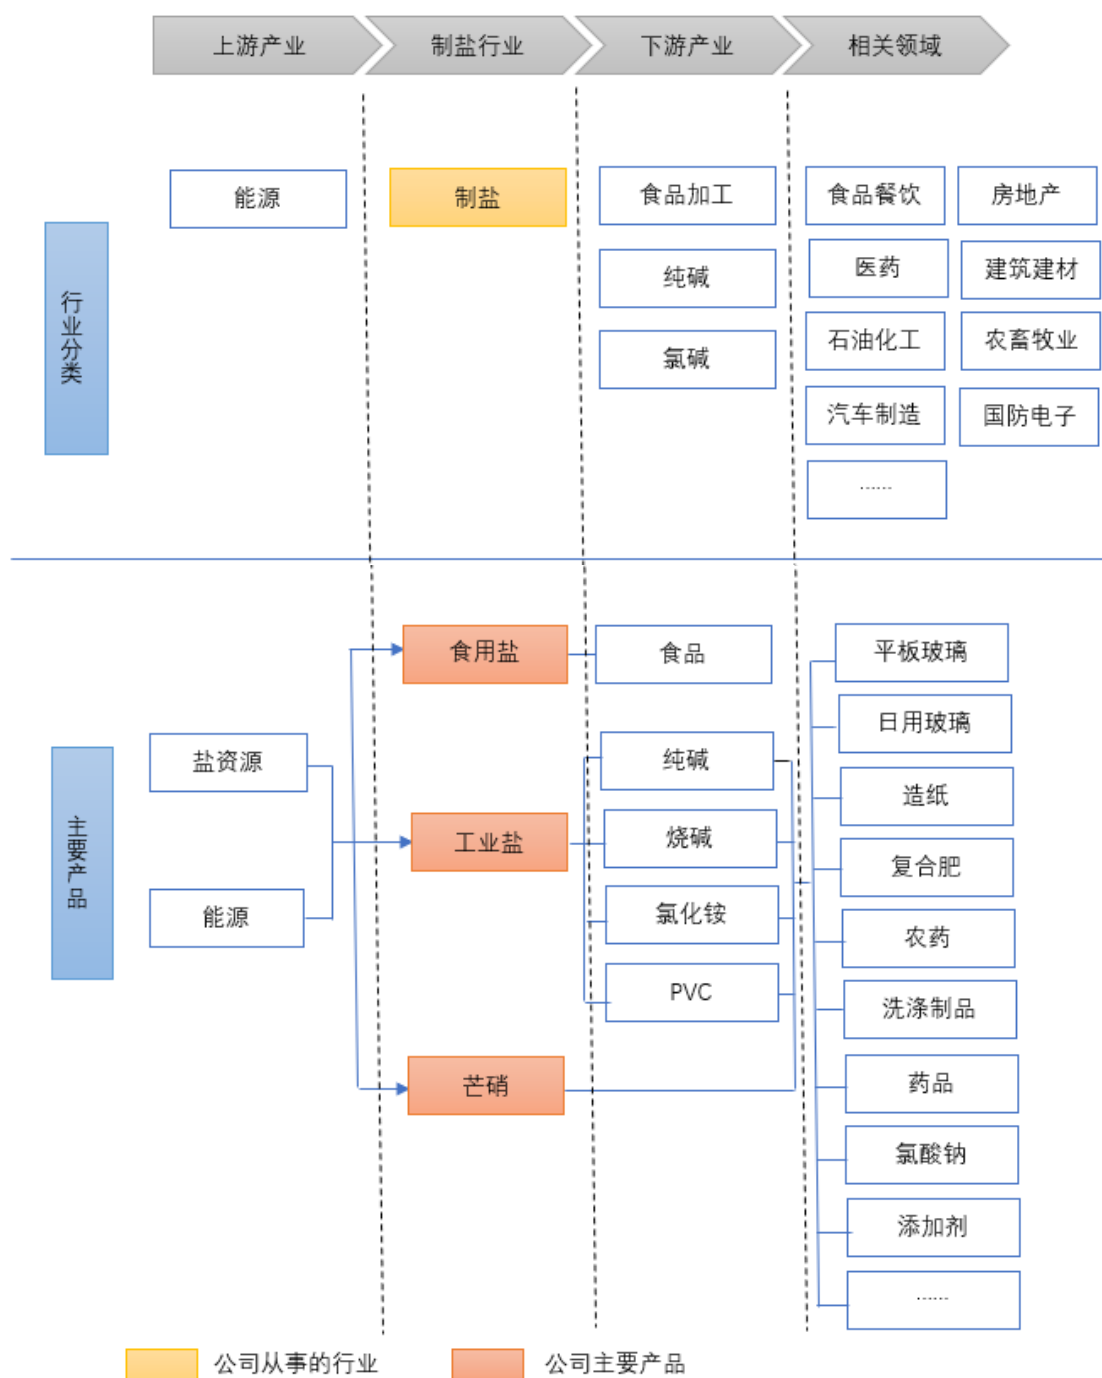 上游产业
制盐行业
下游产业
相关领域
行业分类
能源
制盐
食品加工
纯碱
氯碱
食品餐饮
房地产
医药
建筑建材
石油化工
农畜牧业
汽车制造
国防电子
……
主要产品
盐资源
能源
食用盐
工业盐
芒硝
食品
纯碱
烧碱
氯化铵
PVC
平板玻璃
日用玻璃
造纸
复合肥
农药
洗涤制品
药品
氯酸钠
添加剂
……
公司从事的行业
公司主要产品